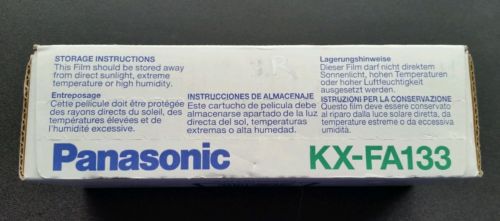 STORAGE INSTRUCTIONS
This Film should be stored away
from direct sunlight, extreme
temperature or high humidity.
Entreposage
Cette pellicule doit être protégée
des rayons directs du soleil, des
températures élevées et de
l'humidité excessive.
INSTRUCCIONES DE ALMACENAJE
Este cartucho de pelicula debe
almacenarse apartado de la luz
directa del sol, temperaturas
extremas o alta humedad.
Lagerungshinweise
Dieser Film darf nicht direktem
Sonnenlicht, hohen Temperaturen
oder hoher Luftfeuchtigkeit
ausgesetzt werden.
ISTRUZIONI PER LA CONSERVAZIONE
Questo film deve essere conservato
al riparo dalla luce solare diretta, da
temperature estreme o da eccessiva
umidità.
Panasonic
KX-FA133